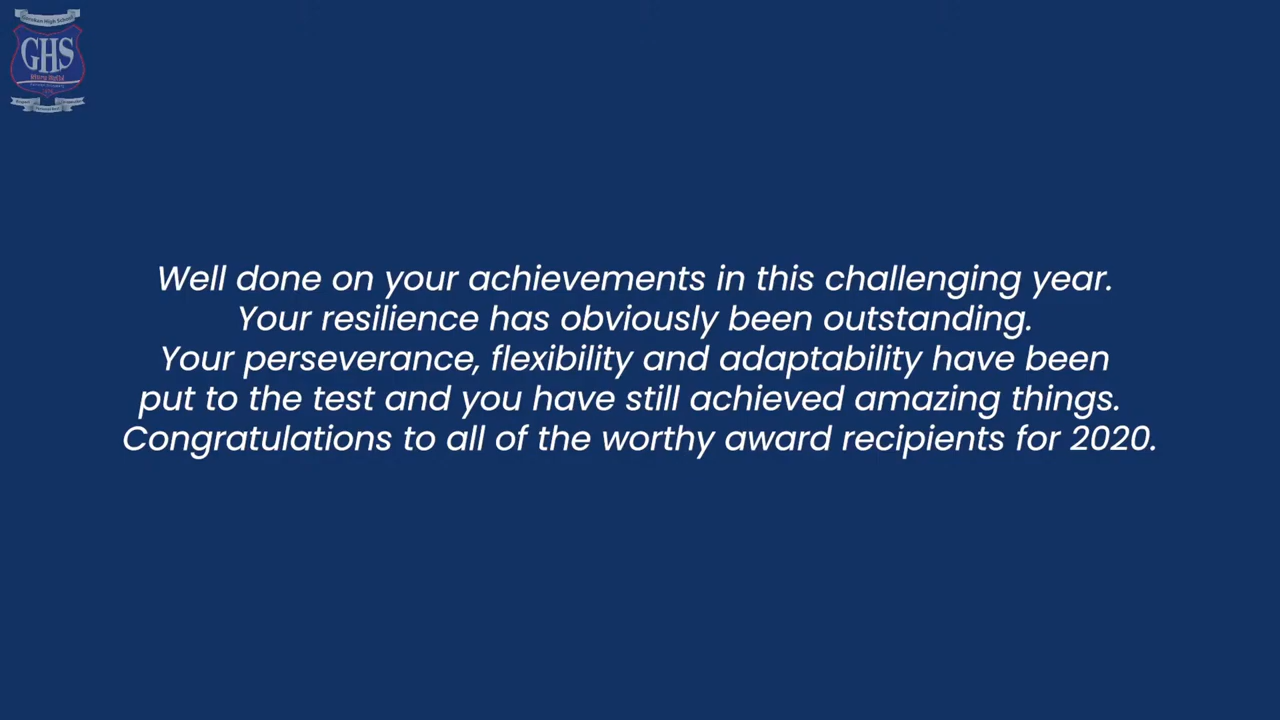 GHS
Well done on your achievements in this challenging year.
Your resilience has obviously been outstanding.
Your perseverance, flexibility and adaptability have been
put to the test and you have still achieved amazing things.
Congratulations to all of the worthy award recipients for 2020.